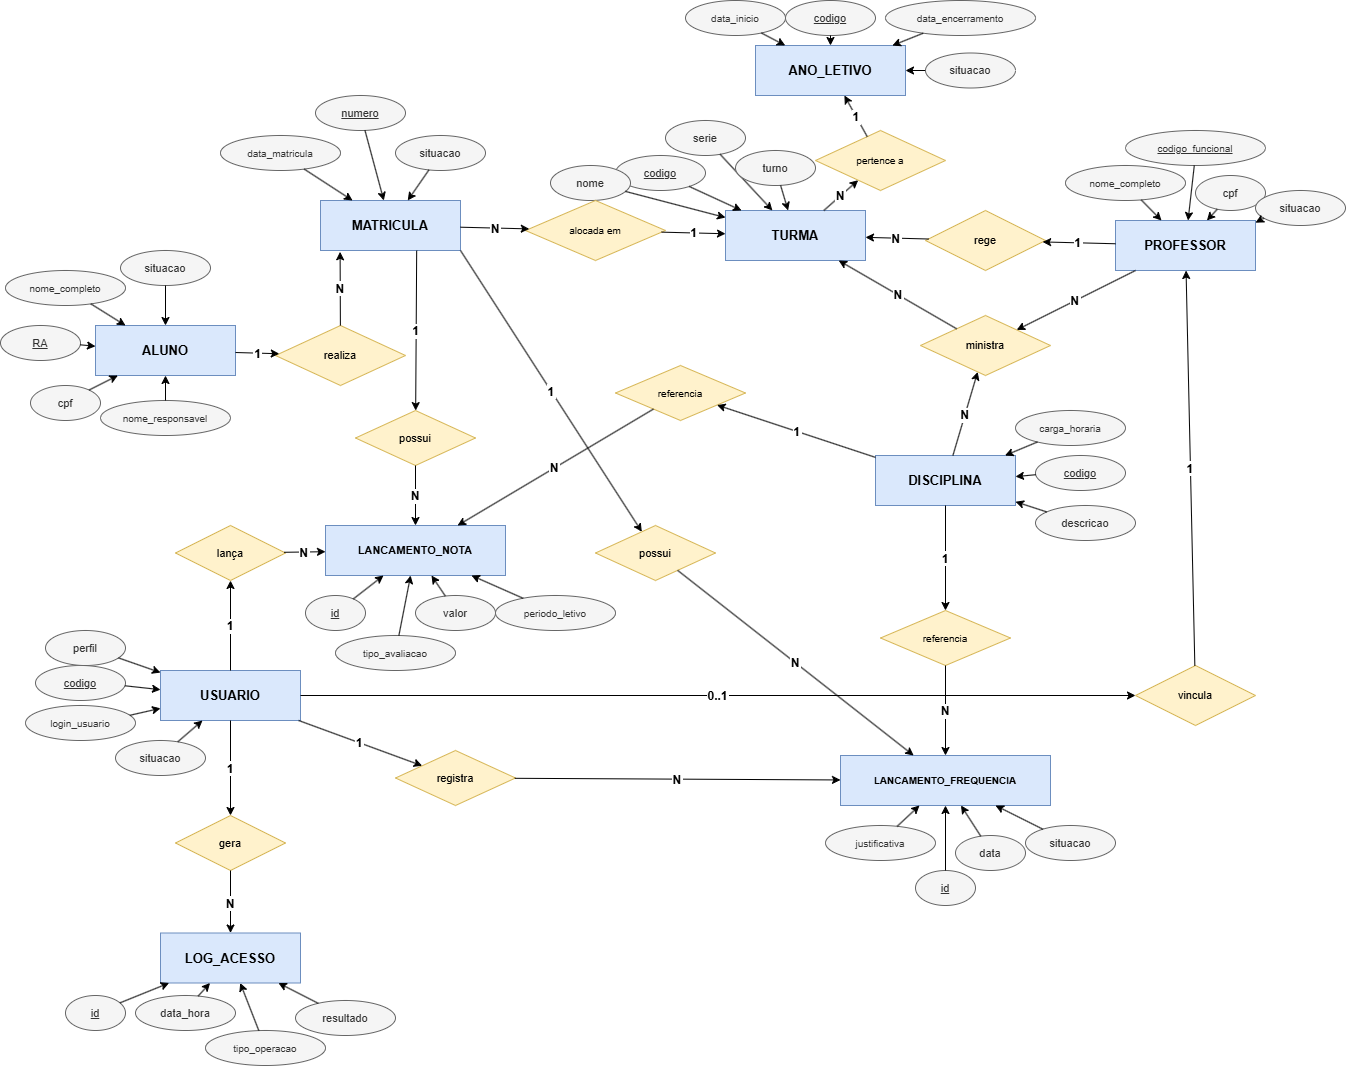 data_inicio
codigo
data_encerramento
ANO_LETIVO
situacao
1
pertence a
N
numero
data_matricula
situacao
MATRICULA
serie
nome
codigo
turno
N
alocada em
1
TURMA
N
rege
1
codigo_funcional
nome_completo
cpf
situacao
PROFESSOR
situacao
nome_completo
RA
ALUNO
cpf
nome_responsavel
1
realiza
N
N
N
ministra
N
1
possui
N
1
referencia
1
N
carga_horaria
DISCIPLINA
codigo
descricao
lança
N
1
LANCAMENTO_NOTA
id
tipo_avaliacao
valor
periodo_letivo
possui
N
1
referencia
N
1
vincula
0..1
perfil
codigo
login_usuario
situacao
USUARIO
1
registra
N
LANCAMENTO_FREQUENCIA
justificativa
id
data
situacao
1
gera
N
LOG_ACESSO
id
data_hora
tipo_operacao
resultado